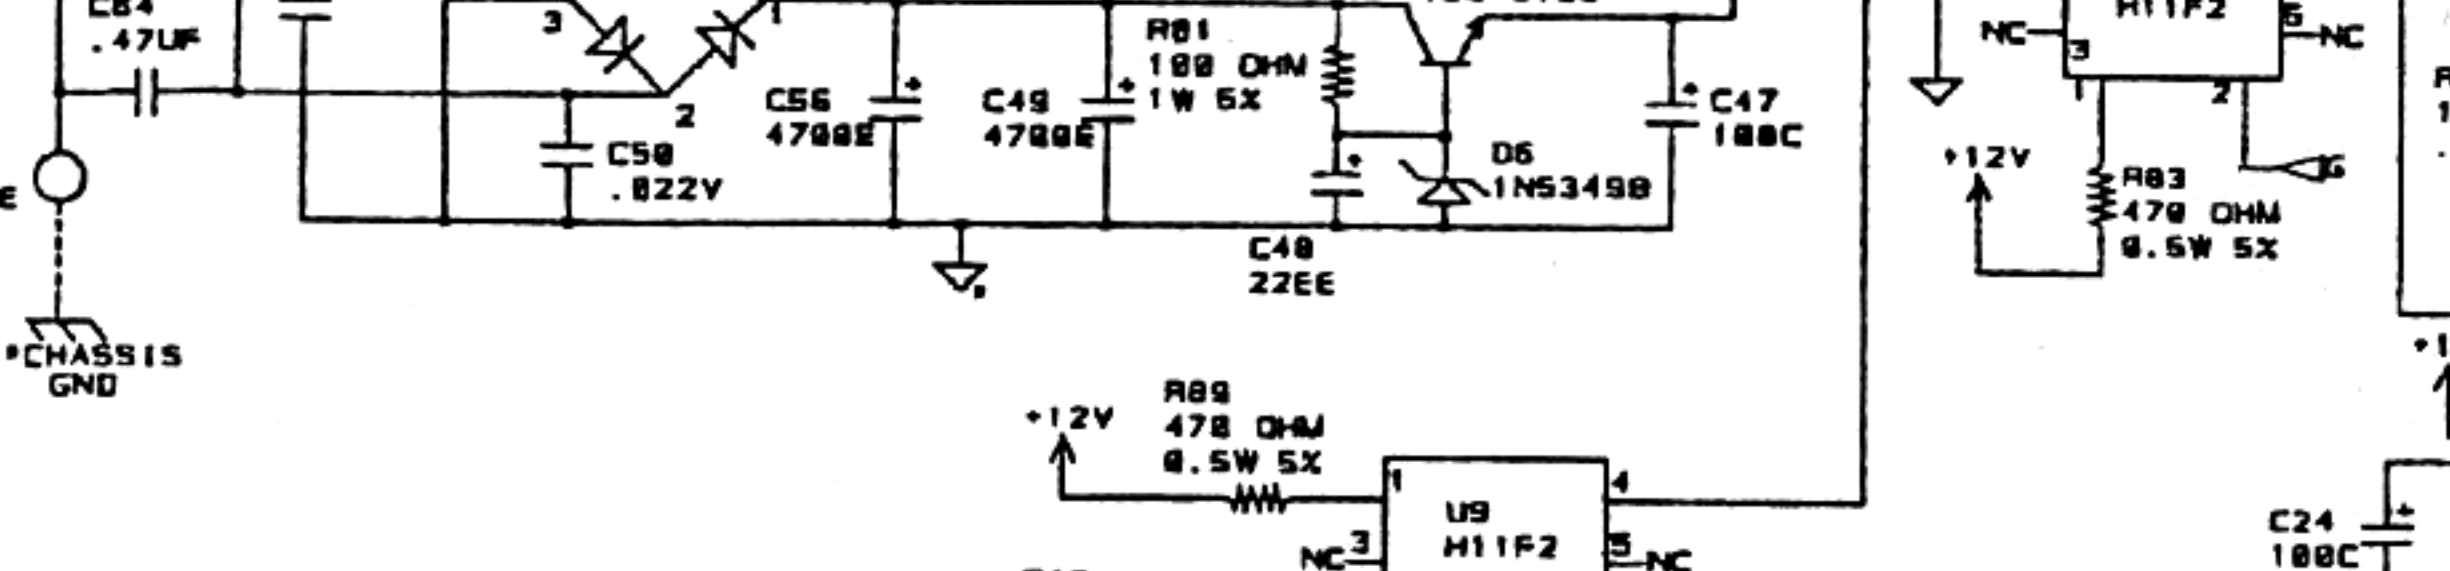 .47UF
3
1
2
C50
.022V
C56
4700E
C49
4700E
R81
100 OHM
1W 5%
C48
22EE
D6
1N5349B
C47
100C
E
*CHASSIS
GND
+12V
R89
470 OHM
0.5W 5%
1
4
U9
H11F2
NC
3
5
NC
H11F2
NC
3
NC
1
2
+12V
R83
470 OHM
0.5W 5%
G
C24
100C